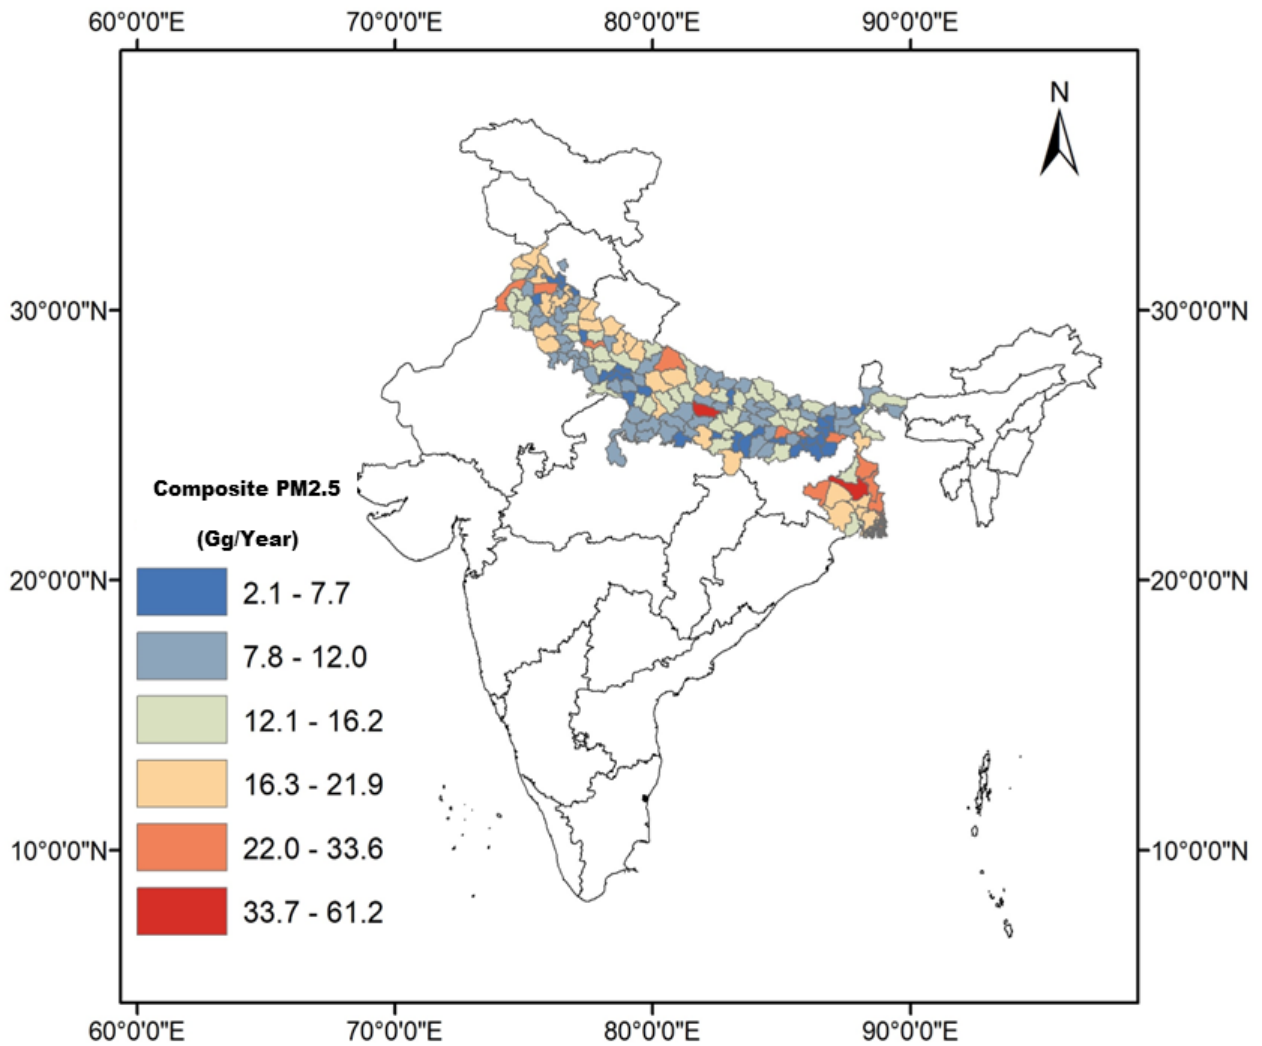 60°0'0"E 70°0'0"E 80°0'0"E 90°0'0"E
N
30°0'0"N 30°0'0"N
Composite PM2.5
(Gg/Year)
20°0'0"N 20°0'0"N
2.1 - 7.7
7.8 - 12.0
12.1 - 16.2
16.3 - 21.9
10°0'0"N 10°0'0"N
22.0 - 33.6
33.7 - 61.2
60°0'0"E 70°0'0"E 80°0'0"E 90°0'0"E